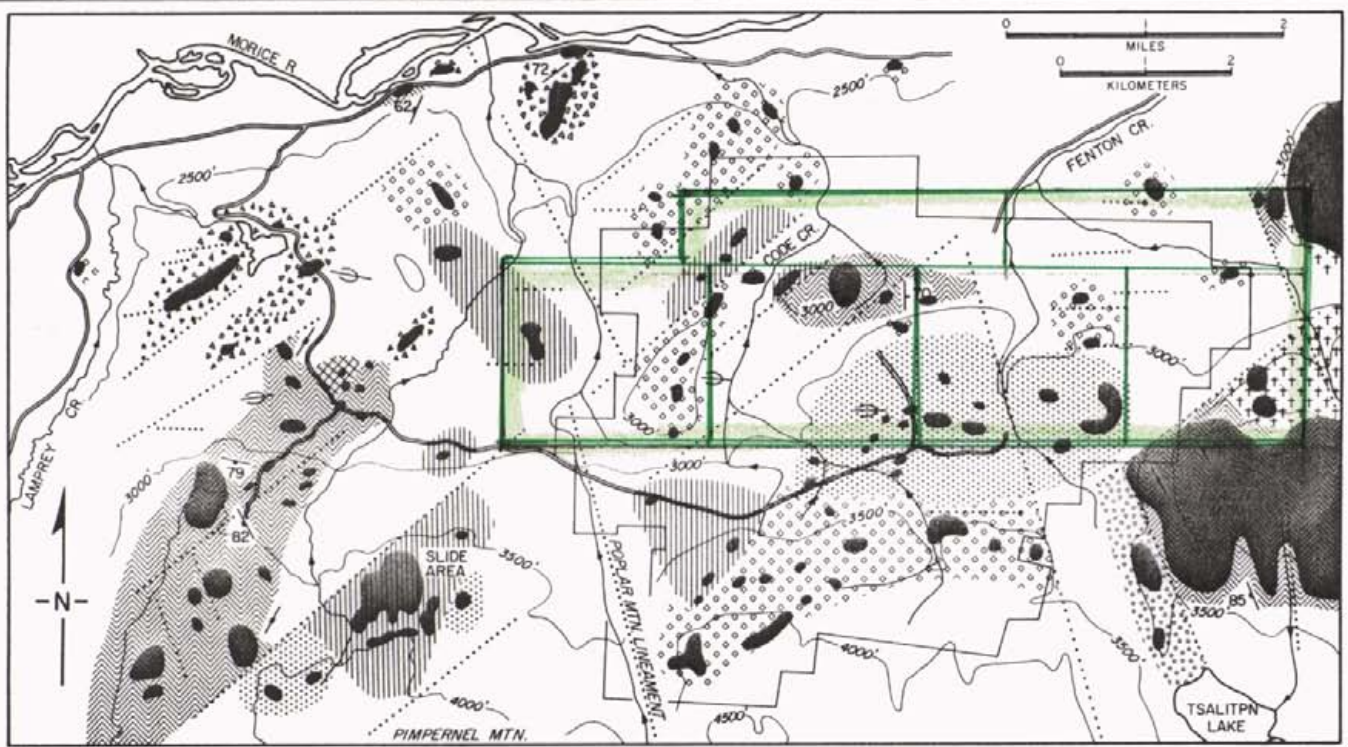 0 2
MILES
0 2
KILOMETERS
MORICE R.
72
62
2500'
2500'
FENTON CR.
3000'
CODE CR.
3000'
3000'
3000'
LAMPREY CR.
3000'
79
82
3000'
3500'
SLIDE
AREA
3500'
POPLAR MTN. LINEAMENT
85
3500'
-N-
4000'
3500'
4000'
4500'
TSALITPN
LAKE
PIMPERNEL MTN.